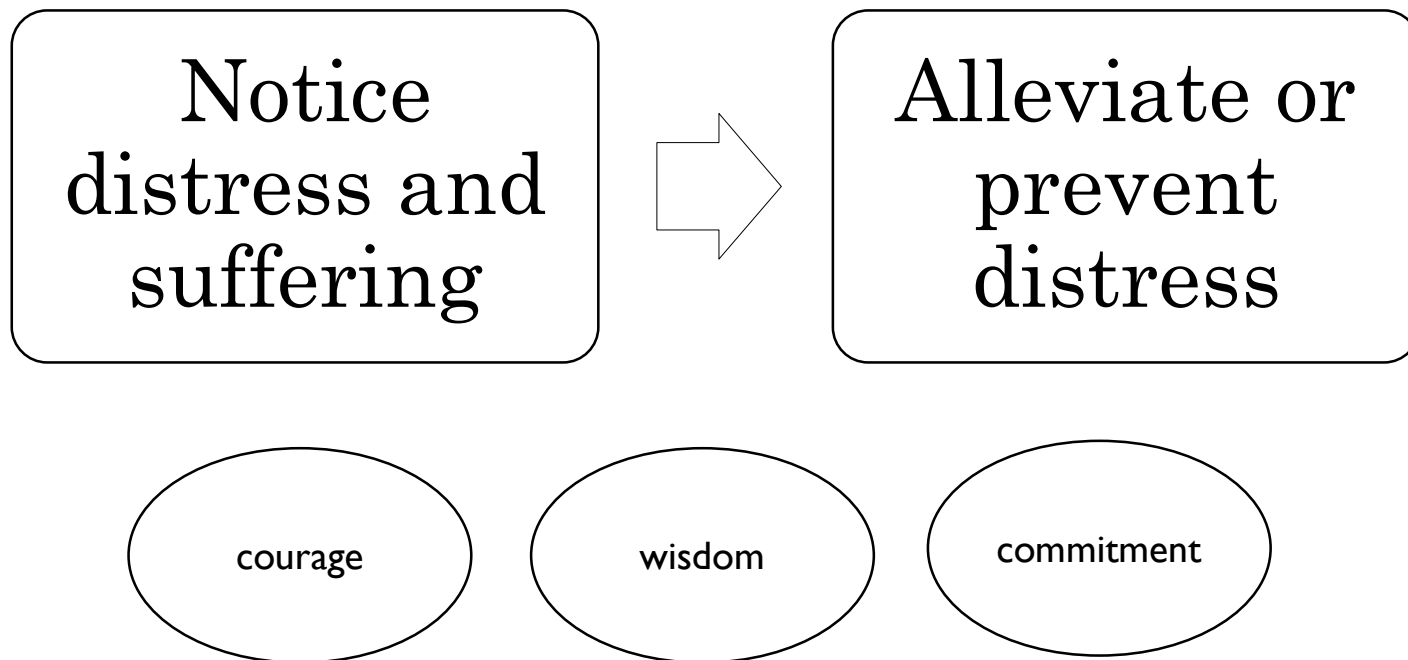 Notice
distress and
suffering
Alleviate or
prevent
distress
courage
wisdom
commitment